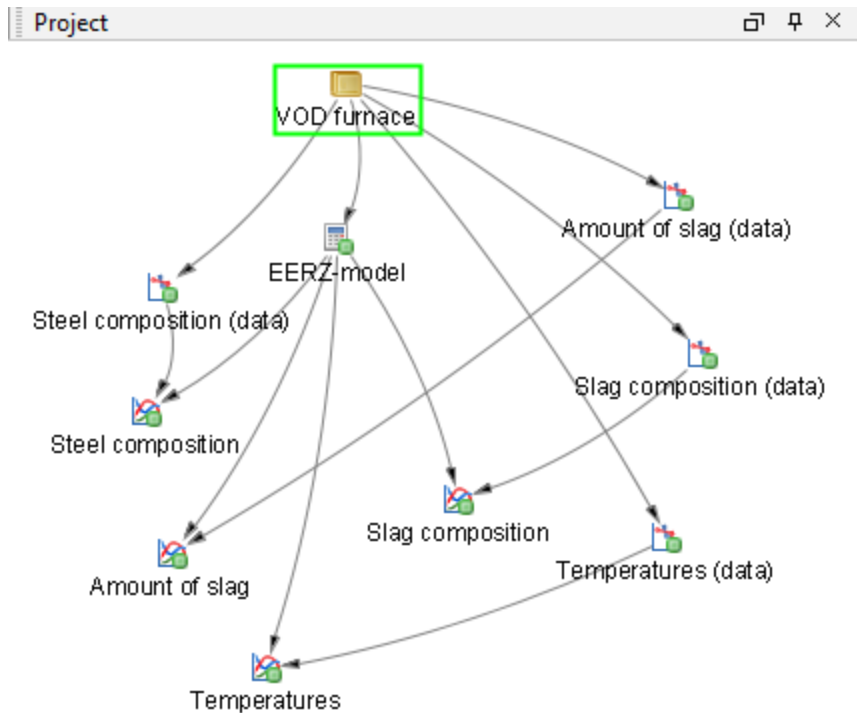 Project
VOD furnace
Amount of slag (data)
EERZ-model
Steel composition (data)
Slag composition (data)
Steel composition
Slag composition
Temperatures (data)
Amount of slag
Temperatures